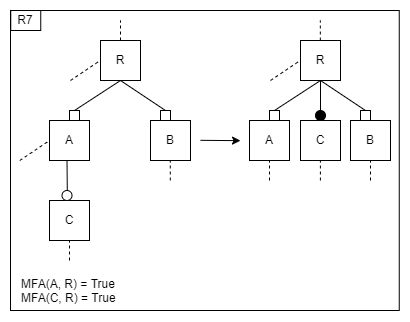 R7
R
R
A
B
A
C
B
C
MFA(A, R) = True
MFA(C, R) = True